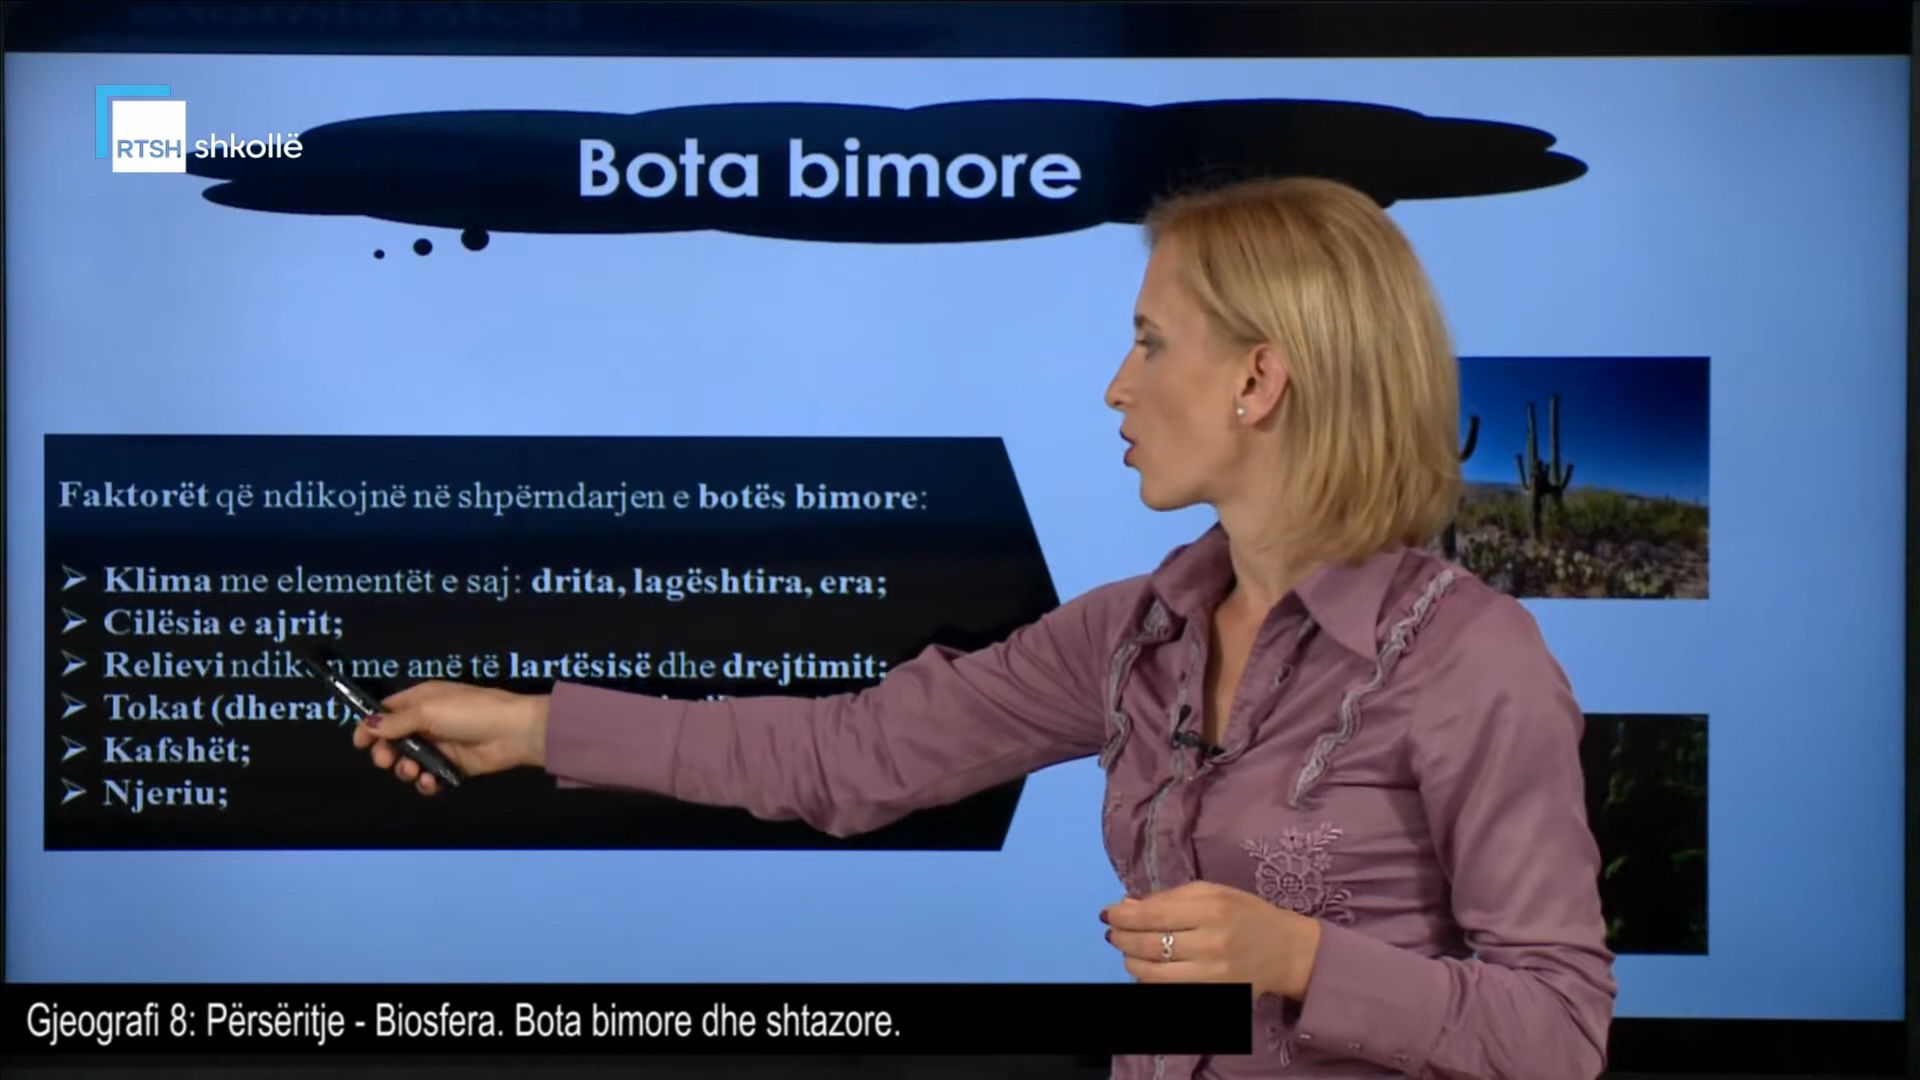 RTSH shkollë
Bota bimore
Faktorët që ndikojnë në shpërndarjen e botës bimore:
➢ Klima me elementët e saj: drita, lagështira, era;
➢ Cilësia e ajrit;
➢ Relievi me anë të lartësisë dhe drejtimit;
➢ Tokat (dherat),
➢ Kafshët;
➢ Njeriu;
Gjeografi 8: Përsëritje - Biosfera. Bota bimore dhe shtazore.